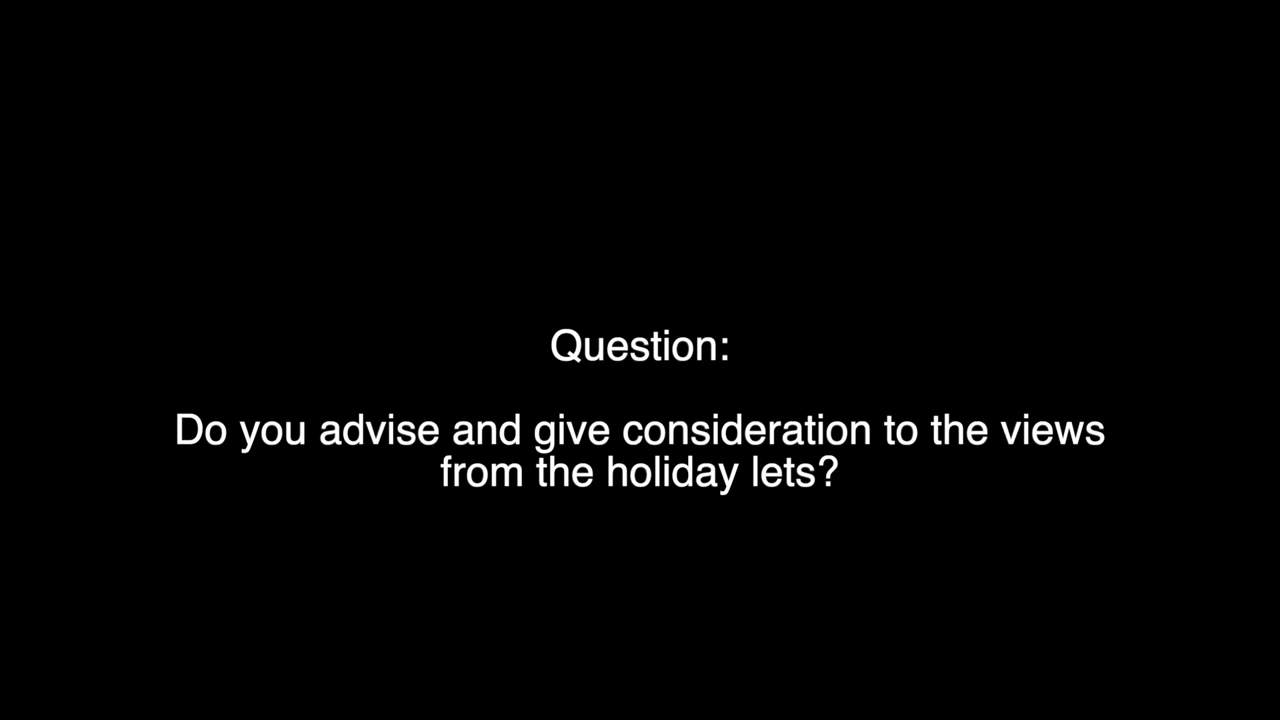 Question:
Do you advise and give consideration to the views
from the holiday lets?